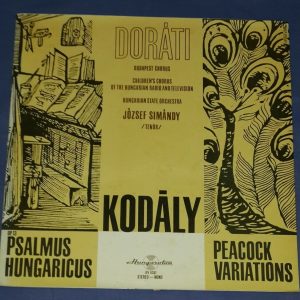 DORÁTI
BUDAPEST CHORUS
CHILDREN'S CHORUS
OF THE HUNGARIAN RADIO AND TELEVISION
HUNGARIAN STATE ORCHESTRA
JÓZSEF SIMÁNDY
/TENOR/
KODÁLY
PSALMUS
HUNGARICUS
PEACOCK
VARIATIONS
Hungaroton
STEREO-MONO